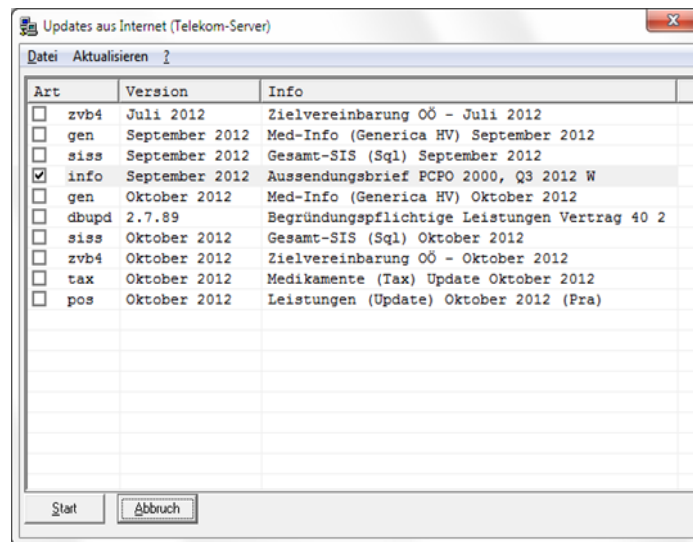 Updates aus Internet (Telekom-Server)
Datei Aktualisieren ?
Art Version Info
zvb4 Juli 2012 Zielvereinbarung OÖ - Juli 2012
gen September 2012 Med-Info (Generica HV) September 2012
siss September 2012 Gesamt-SIS (Sql) September 2012
info September 2012 Aussendungsbrief PCPO 2000, Q3 2012 W
gen Oktober 2012 Med-Info (Generica HV) Oktober 2012
dbupd 2.7.89 Begründungspflichtige Leistungen Vertrag 40 2
siss Oktober 2012 Gesamt-SIS (Sql) Oktober 2012
zvb4 Oktober 2012 Zielvereinbarung OÖ - Oktober 2012
tax Oktober 2012 Medikamente (Tax) Update Oktober 2012
pos Oktober 2012 Leistungen (Update) Oktober 2012 (Pra)
Start Abbruch